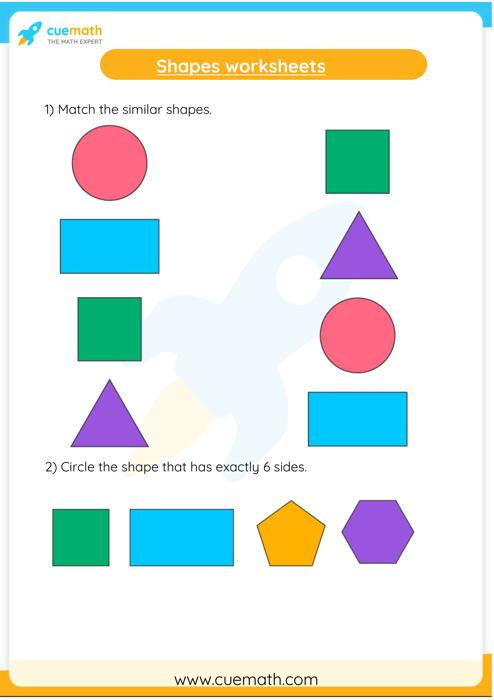 cuemath
THE MATH EXPERT
Shapes worksheets
1) Match the similar shapes.
2) Circle the shape that has exactly 6 sides.
www.cuemath.com